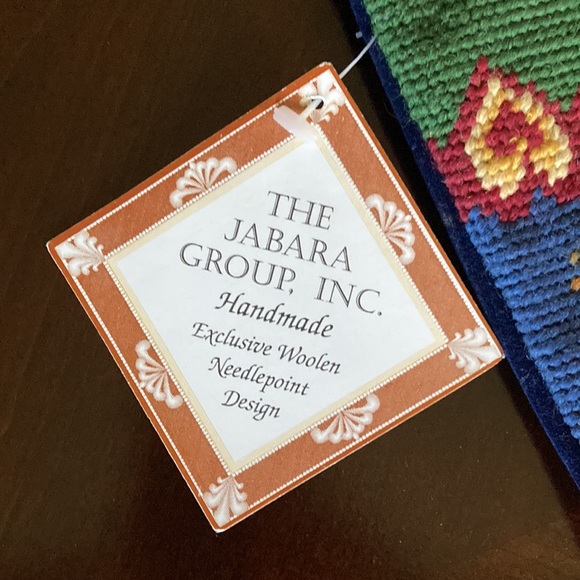 THE
JABARA
GROUP, INC.
Handmade
Exclusive Woolen
Needlepoint
Design